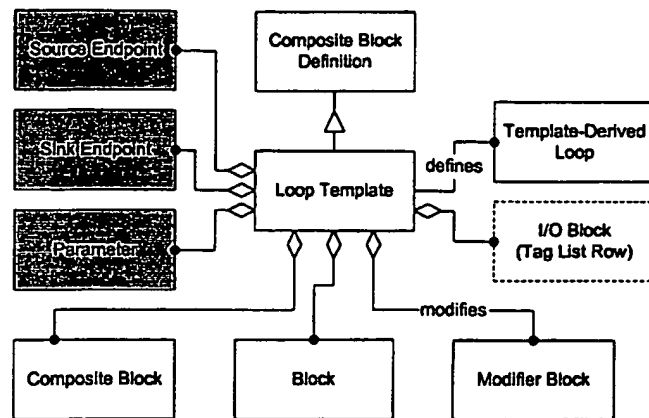 Source Endpoint
Composite Block
Definition
Sink Endpoint
Template-Derived
Loop
defines
Loop Template
Parameter
I/O Block
(Tag List Row)
modifies
Composite Block
Block
Modifier Block